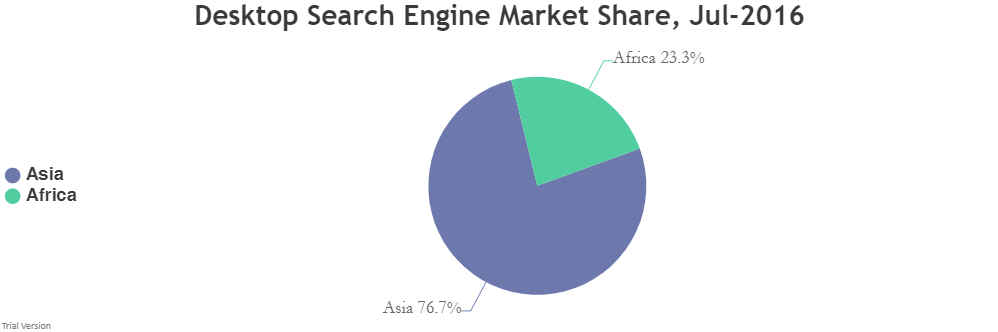 Desktop Search Engine Market Share, Jul-2016
Africa 23.3%
Asia
Africa
Asia 76.7%
Trial Version